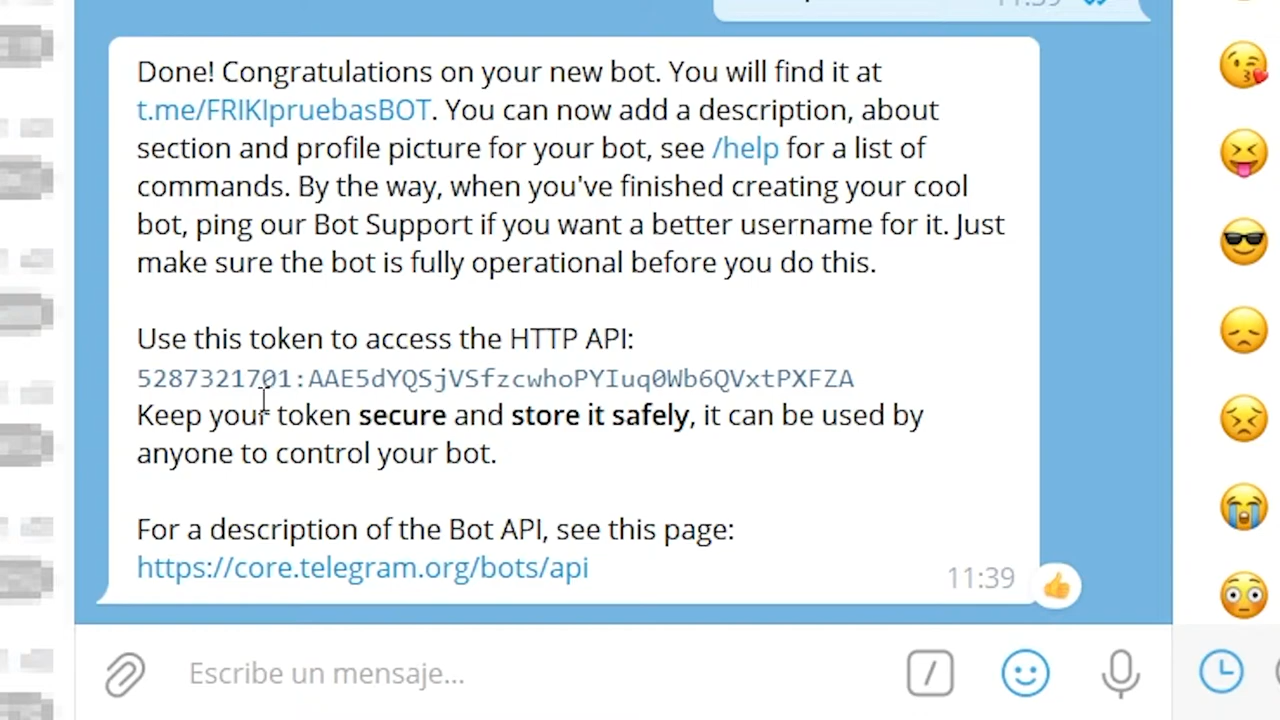 Done! Congratulations on your new bot. You will find it at
t.me/FRIKIpruebasBOT. You can now add a description, about
section and profile picture for your bot, see /help for a list of
commands. By the way, when you've finished creating your cool
bot, ping our Bot Support if you want a better username for it. Just
make sure the bot is fully operational before you do this.
Use this token to access the HTTP API:
5287321701:AAE5dYQSjVSfzcwhoPYIuq0Wb6QVxtPXFZA
Keep your token secure and store it safely, it can be used by
anyone to control your bot.
For a description of the Bot API, see this page:
https://core.telegram.org/bots/api
11:39
Escribe un mensaje...